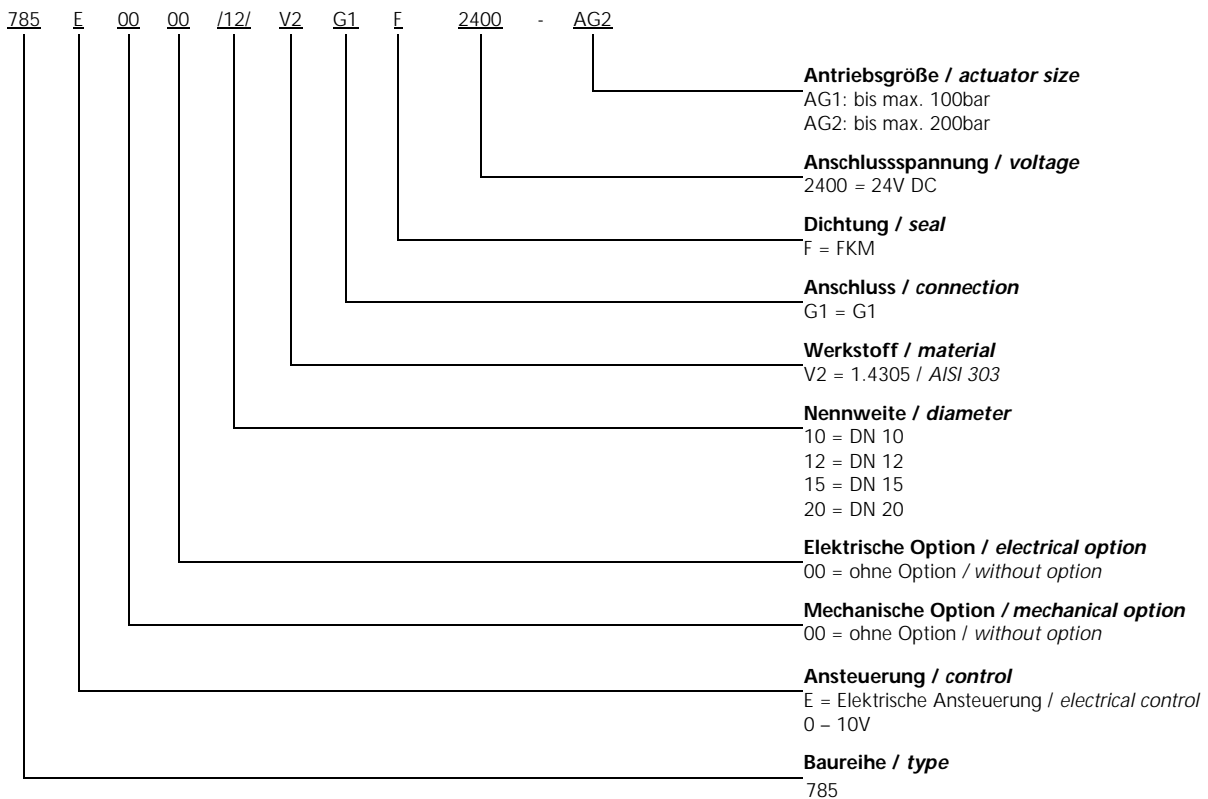 785 E 00 00 /12/ V2 G1 F 2400 - AG2
Antriebsgröße / actuator size
AG1: bis max. 100bar
AG2: bis max. 200bar
Anschlussspannung / voltage
2400 = 24V DC
Dichtung / seal
F = FKM
Anschluss / connection
G1 = G1
Werkstoff / material
V2 = 1.4305 / AISI 303
Nennweite / diameter
10 = DN 10
12 = DN 12
15 = DN 15
20 = DN 20
Elektrische Option / electrical option
00 = ohne Option / without option
Mechanische Option / mechanical option
00 = ohne Option / without option
Ansteuerung / control
E = Elektrische Ansteuerung / electrical control
0 – 10V
Baureihe / type
785